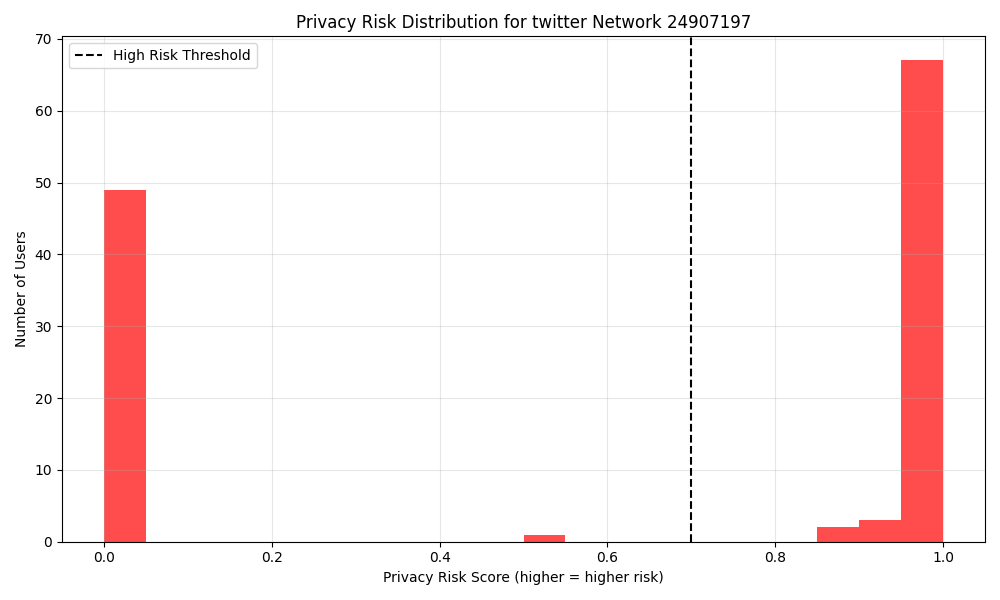 Privacy Risk Distribution for twitter Network 24907197
High Risk Threshold
Number of Users
70
60
50
40
30
20
10
0
0.0 0.2 0.4 0.6 0.8 1.0
Privacy Risk Score (higher = higher risk)